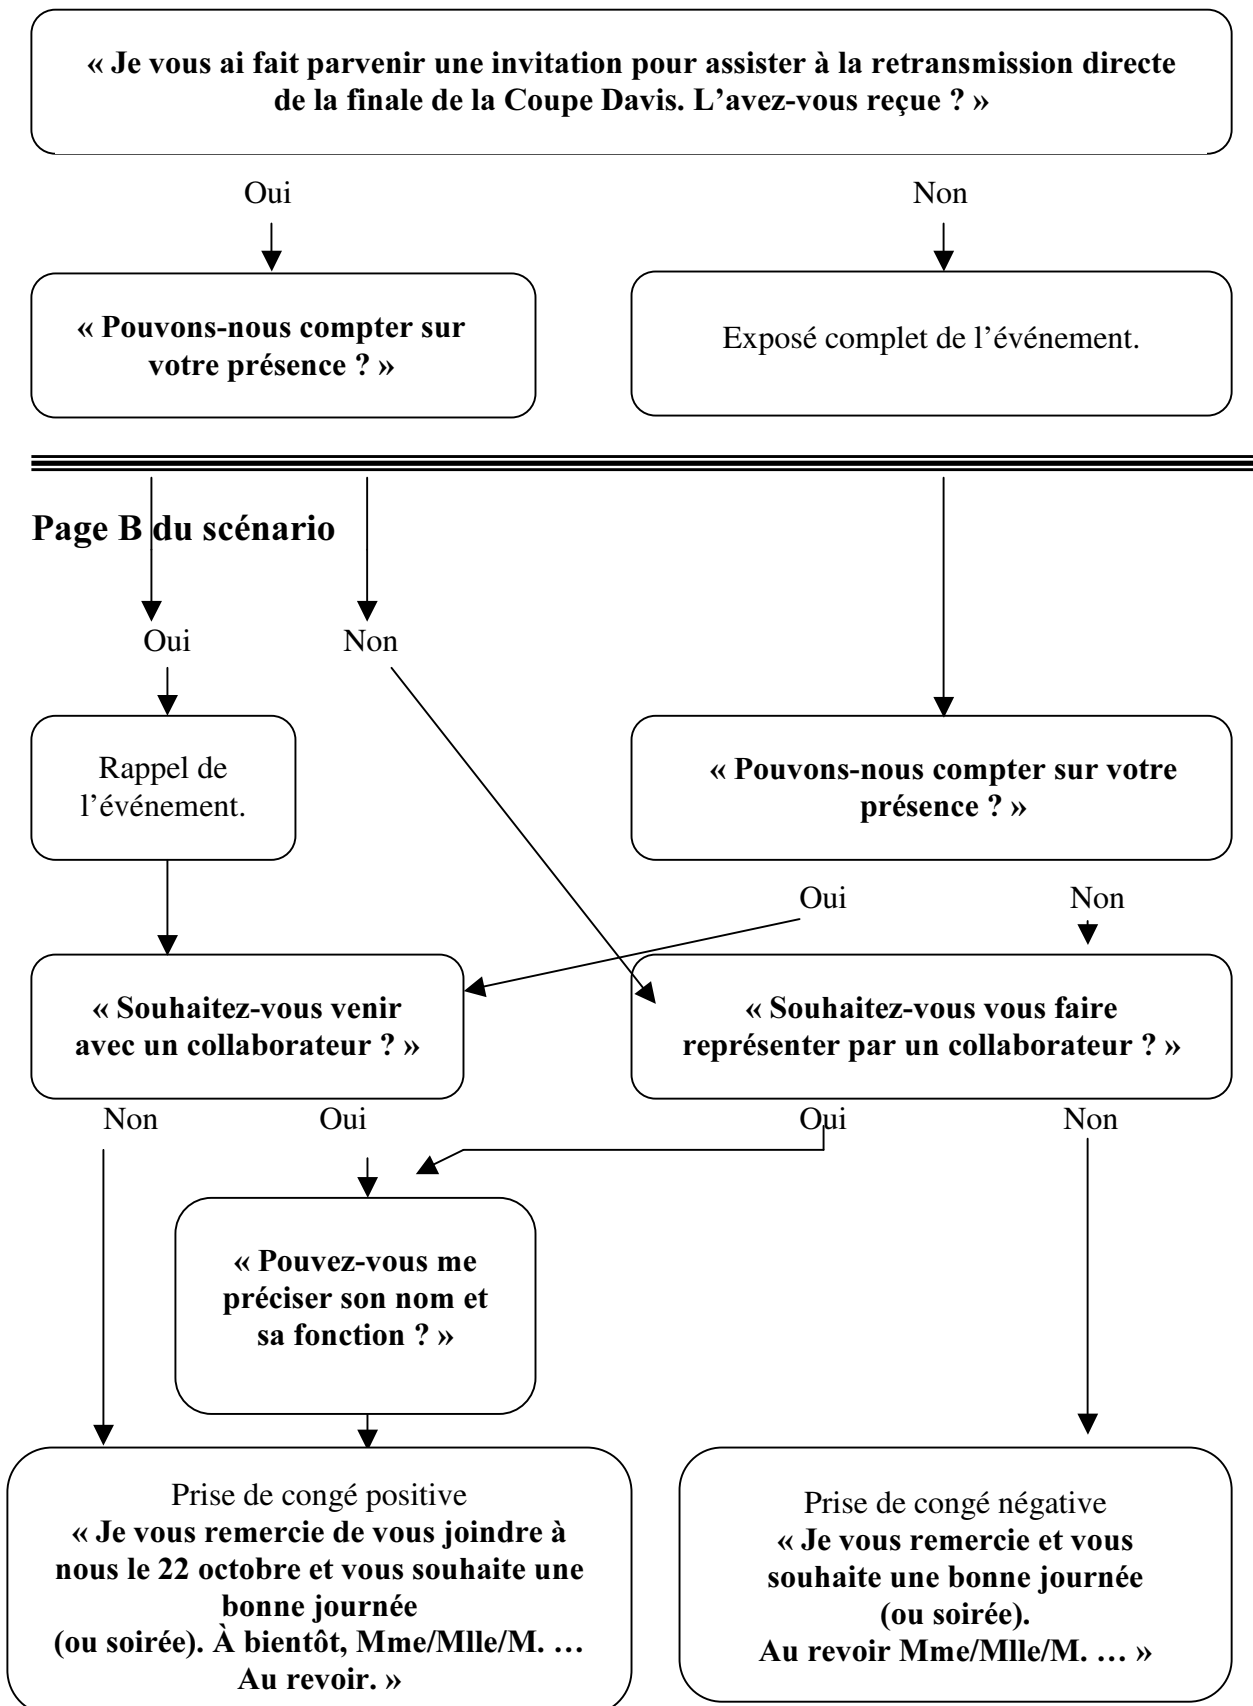 « Je vous ai fait parvenir une invitation pour assister à la retransmission directe
de la finale de la Coupe Davis. L’avez-vous reçue ? »
Oui
Non
« Pouvons-nous compter sur
votre présence ? »
Exposé complet de l’événement.
Page B du scénario
Oui
Non
Rappel de
l’événement.
« Pouvons-nous compter sur votre
présence ? »
Oui
Non
« Souhaitez-vous venir
avec un collaborateur ? »
« Souhaitez-vous vous faire
représenter par un collaborateur ? »
Non
Oui
Oui
Non
« Pouvez-vous me
préciser son nom et
sa fonction ? »
Prise de congé positive
« Je vous remercie de vous joindre à
nous le 22 octobre et vous souhaite une
bonne journée
(ou soirée). À bientôt, Mme/Mlle/M. …
Au revoir. »
Prise de congé négative
« Je vous remercie et vous
souhaite une bonne journée
(ou soirée).
Au revoir Mme/Mlle/M. … »